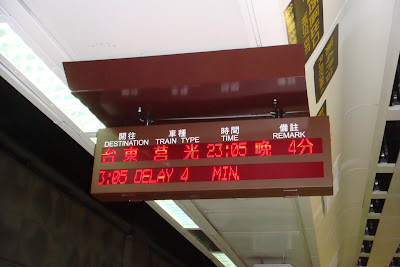 開往 車種 時間 備註
DESTINATION TRAIN TYPE TIME REMARK
台東 莒光 23:05 晚 4分
3:05 DELAY 4 MIN.